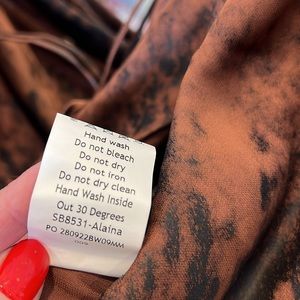 Hand wash
Do not bleach
Do not dry
Do not iron
Do not dry clean
Hand Wash Inside
Out 30 Degrees
SB8531-Alaina
PO 280922BW09MM